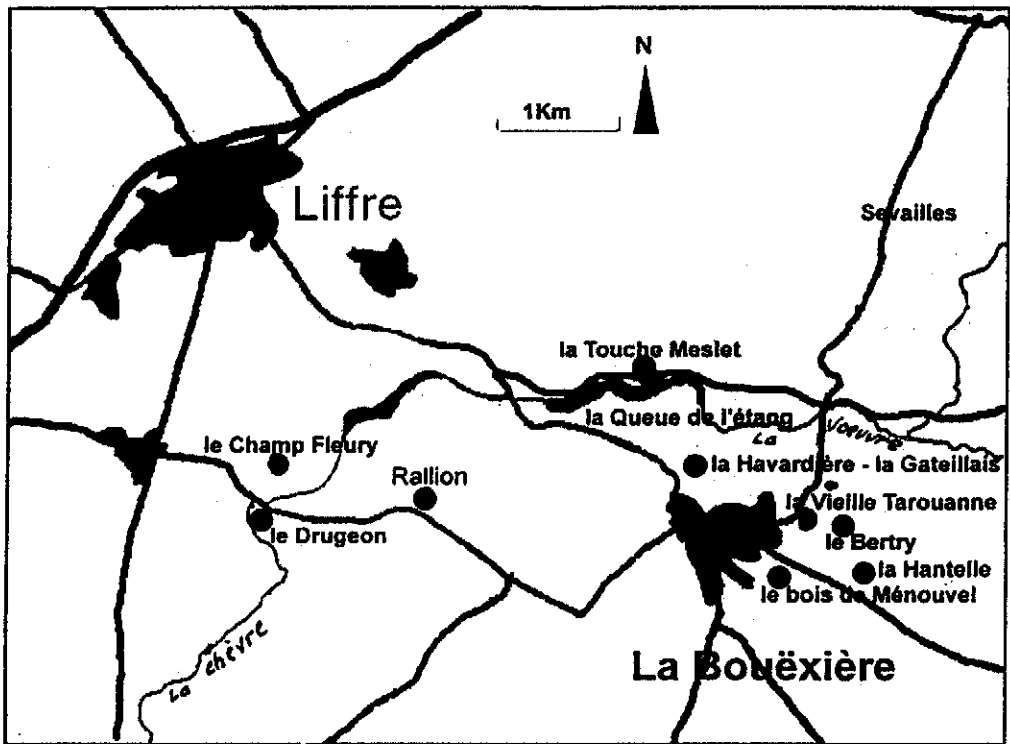 N
1Km
Liffre
Sevailles
la Touche Meslet
la Queue de l'étang
La Voeuvre
le Champ Fleury
Rallion
la Havardière - la Gateillais
la Vieille Tarouanne
le Drugeon
le Bertry
la Hantelle
le bois de Ménouvel
La chèvre
La Bouëxière